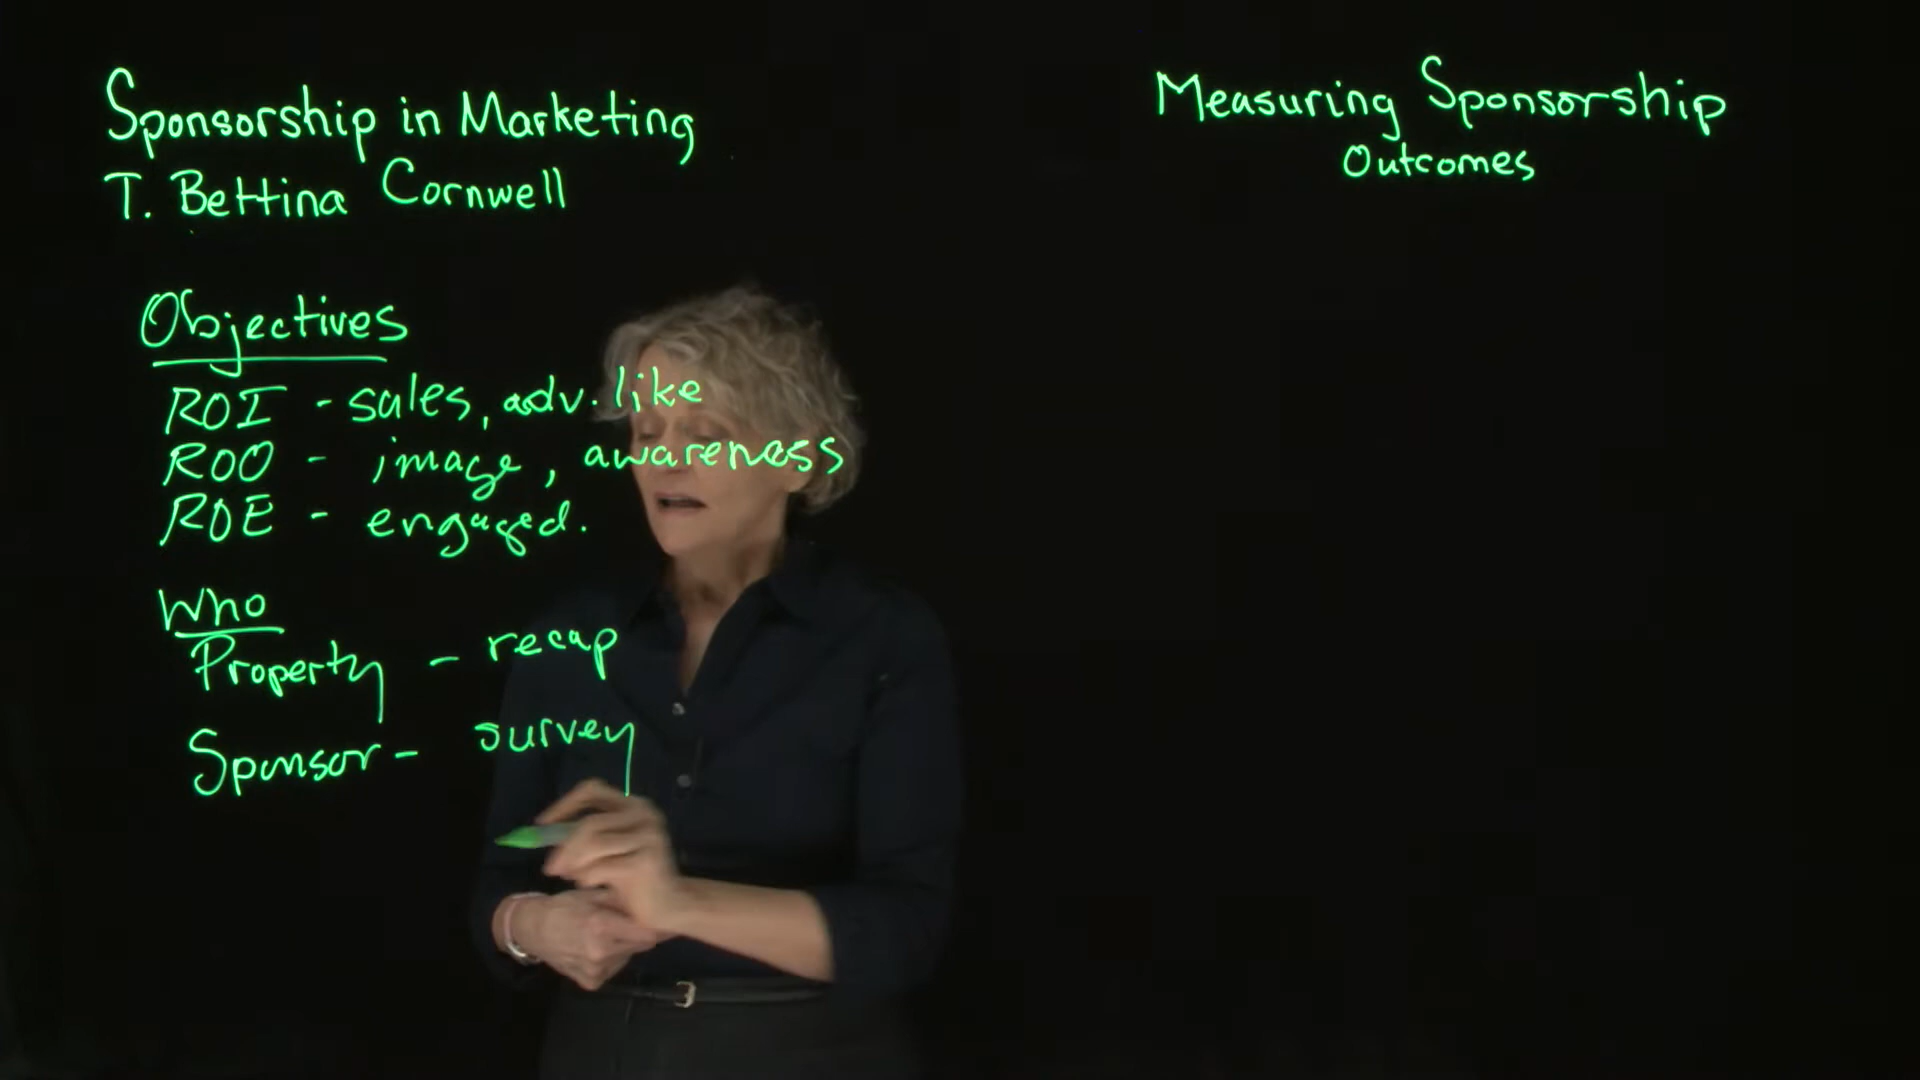 Sponsorship in Marketing
T. Bettina Cornwell
Objectives
ROI - sales, adv. like
ROO - image, awareness
ROE - engaged.
Who
Property - recap
Sponsor - survey
Measuring Sponsorship
Outcomes